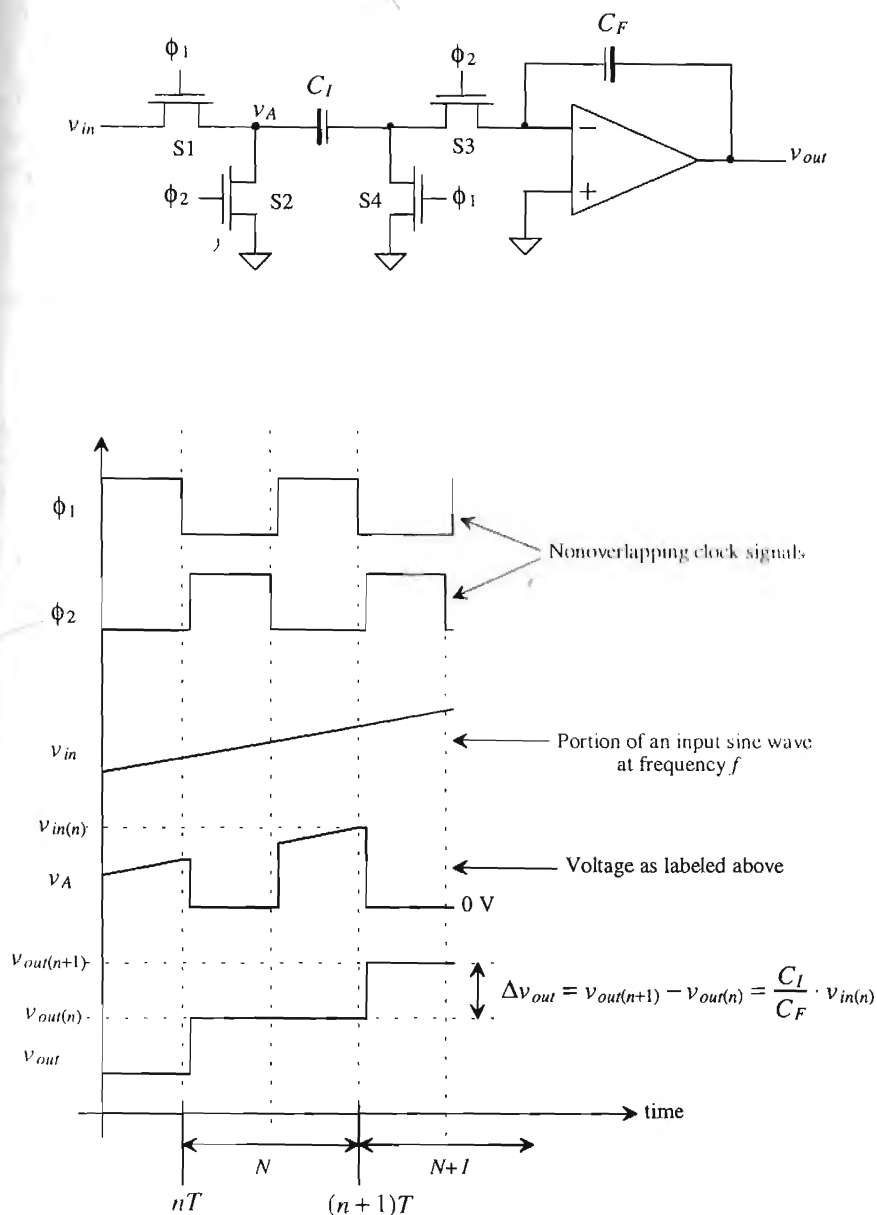 C_F
ϕ1
ϕ2
C_I
v_in
v_A
S1
S3
−
v_out
ϕ2
S2
S4
ϕ1
+
ϕ1
Nonoverlapping clock signals
ϕ2
v_in
Portion of an input sine wave
at frequency f
v_in(n)
v_A
Voltage as labeled above
0 V
v_out(n+1)
Δv_out = v_out(n+1) − v_out(n) = C_I/C_F · v_in(n)
v_out(n)
v_out
time
N
N+1
nT
(n + 1)T